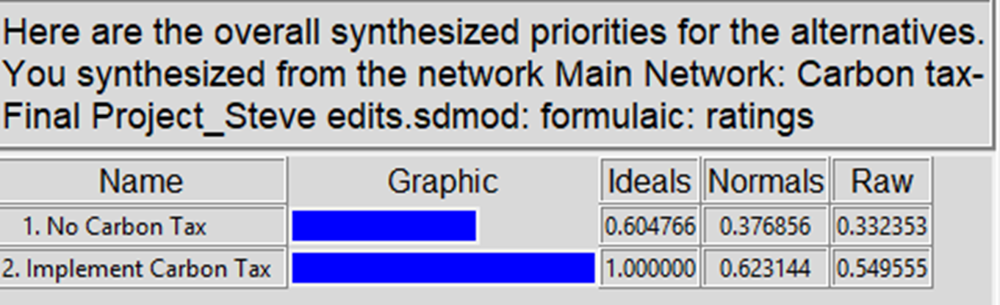 Here are the overall synthesized priorities for the alternatives.
You synthesized from the network Main Network: Carbon tax-
Final Project_Steve edits.sdmod: formulaic: ratings
Name Graphic Ideals Normals Raw
1. No Carbon Tax 0.604766 0.376856 0.332353
2. Implement Carbon Tax 1.000000 0.623144 0.549555